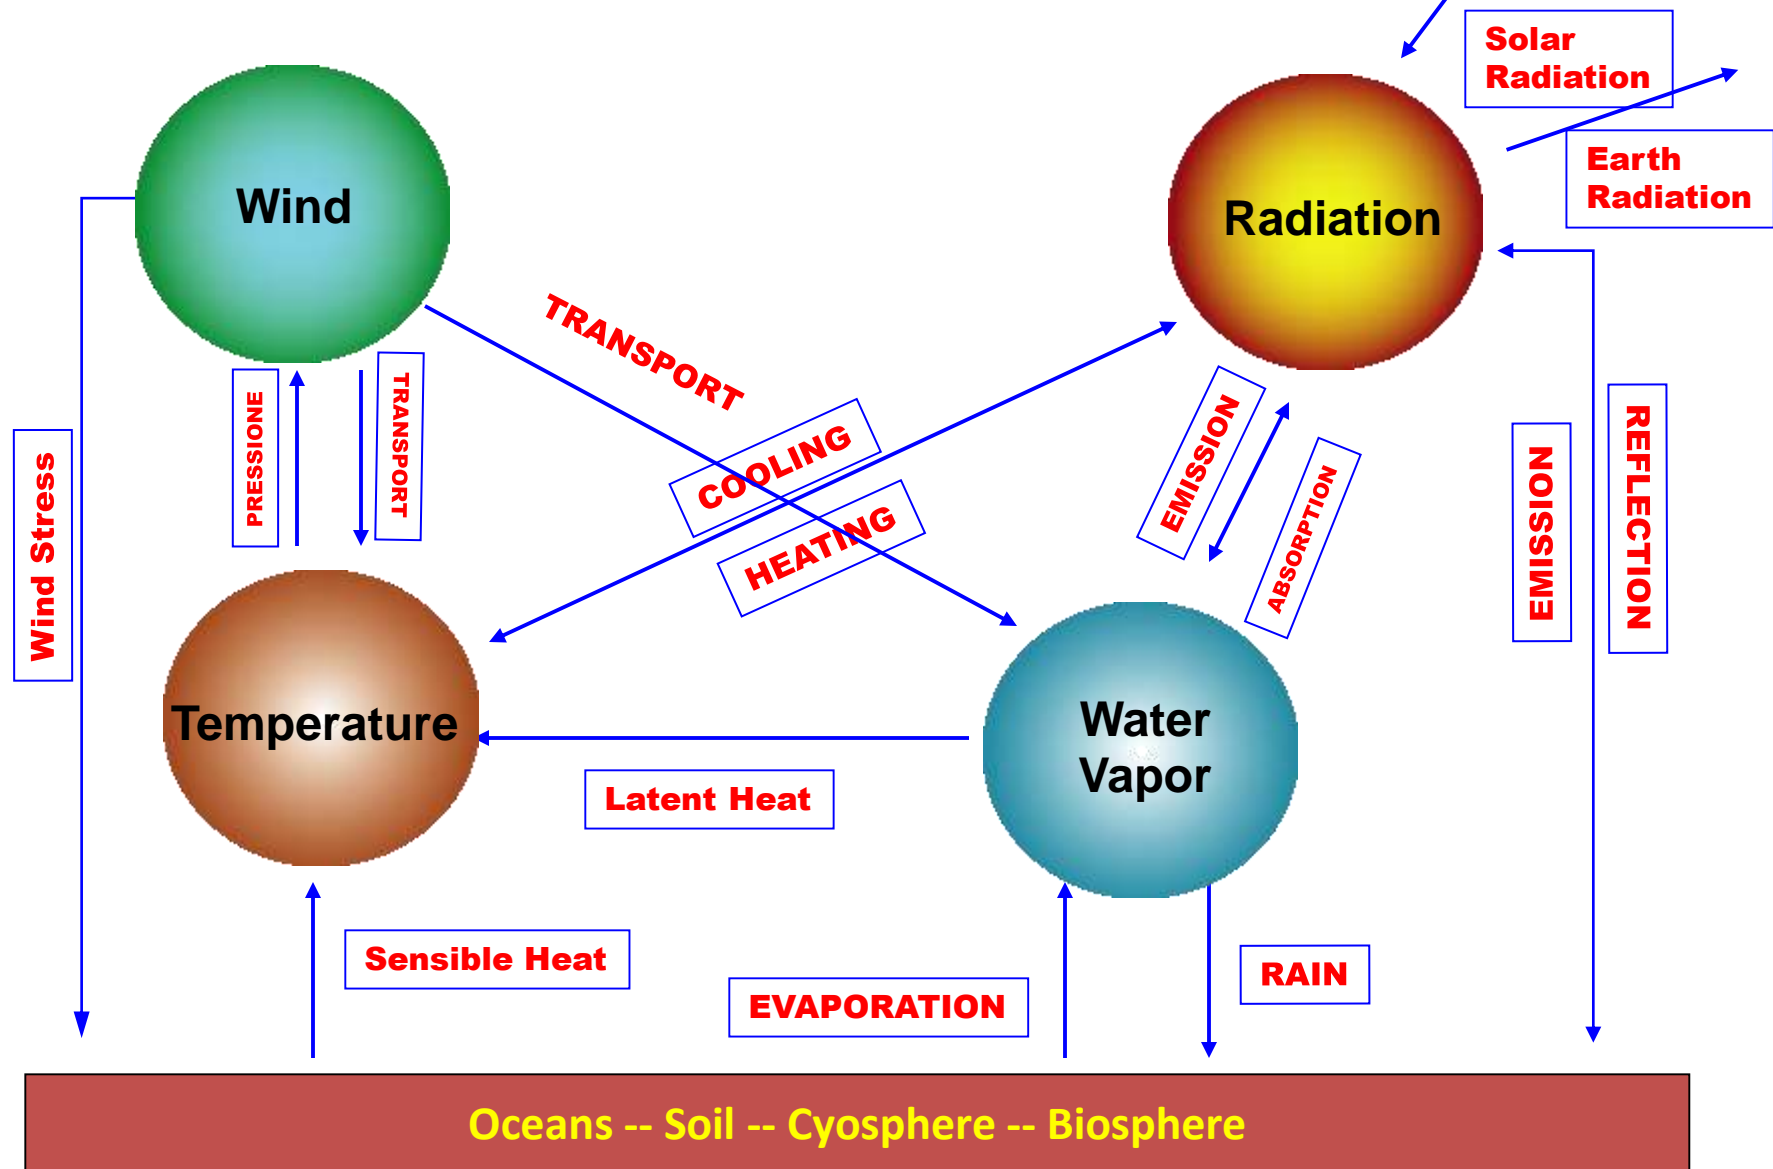 Solar
Radiation
Earth
Radiation
Wind
Radiation
TRANSPORT
PRESSIONE
TRANSPORT
COOLING
HEATING
EMISSION
ABSORPTION
EMISSION
REFLECTION
Wind Stress
Temperature
Water
Vapor
Latent Heat
Sensible Heat
EVAPORATION
RAIN
Oceans -- Soil -- Cyosphere -- Biosphere